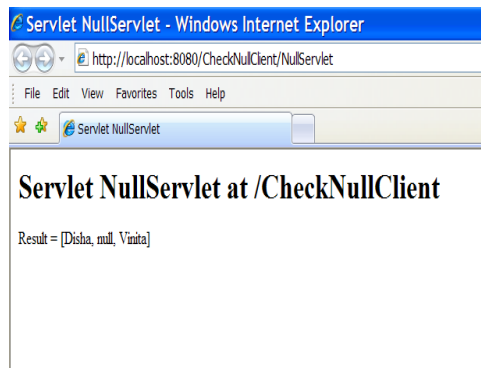 Servlet NullServlet - Windows Internet Explorer
http://localhost:8080/CheckNullClient/NullServlet
File Edit View Favorites Tools Help
Servlet NullServlet
Servlet NullServlet at /CheckNullClient
Result = [Disha, null, Vinita]